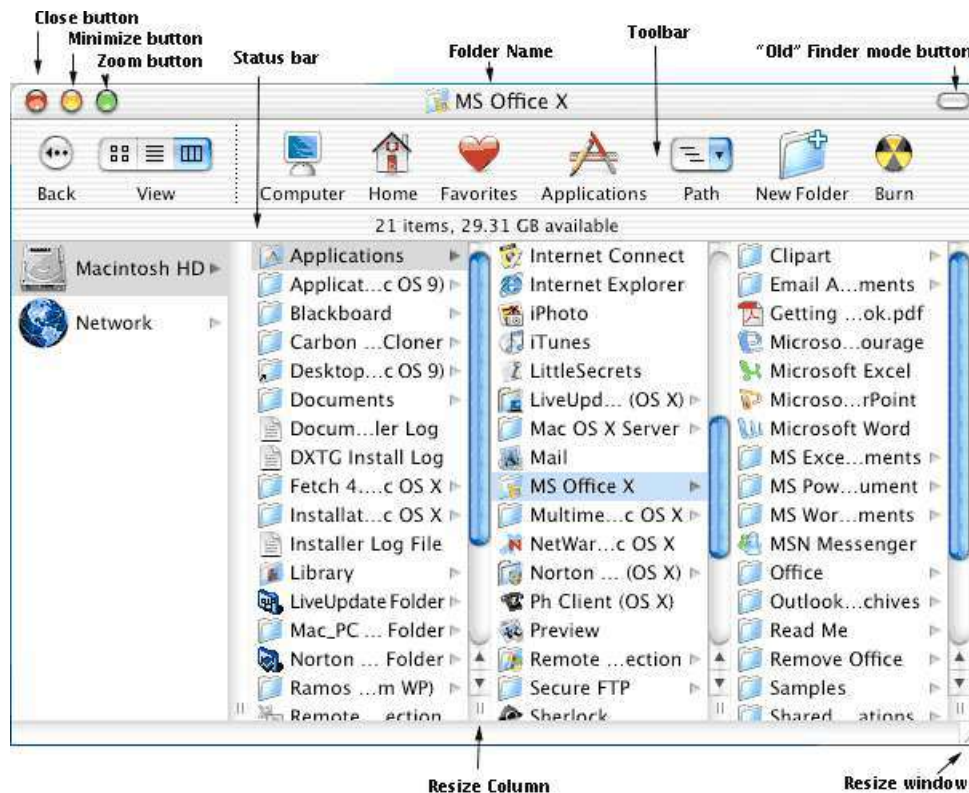 Close button
Minimize button
Zoom button
Status bar
Folder Name
Toolbar
"Old" Finder mode button
MS Office X
Back
View
Computer
Home
Favorites
Applications
Path
New Folder
Burn
21 items, 29.31 GB available
Macintosh HD
Network
Applications
Applicat...c OS 9)
Blackboard
Carbon ...Cloner
Desktop...c OS 9)
Documents
Docum...ler Log
DXTG Install Log
Fetch 4....c OS X
Installat...c OS X
Installer Log File
Library
LiveUpdate Folder
Mac_PC ... Folder
Norton ... Folder
Ramos ...m WP)
Remote ...ection
Internet Connect
Internet Explorer
iPhoto
iTunes
LittleSecrets
LiveUpd... (OS X)
Mac OS X Server
Mail
MS Office X
Multime...c OS X
NetWar...c OS X
Norton ... (OS X)
Ph Client (OS X)
Preview
Remote ...ection
Secure FTP
Sherlock
Clipart
Email A...ments
Getting ...ok.pdf
Microso...ourage
Microsoft Excel
Microso...rPoint
Microsoft Word
MS Exce...ments
MS Pow...ument
MS Wor...ments
MSN Messenger
Office
Outlook...chives
Read Me
Remove Office
Samples
Shared ...ations
Resize Column
Resize window